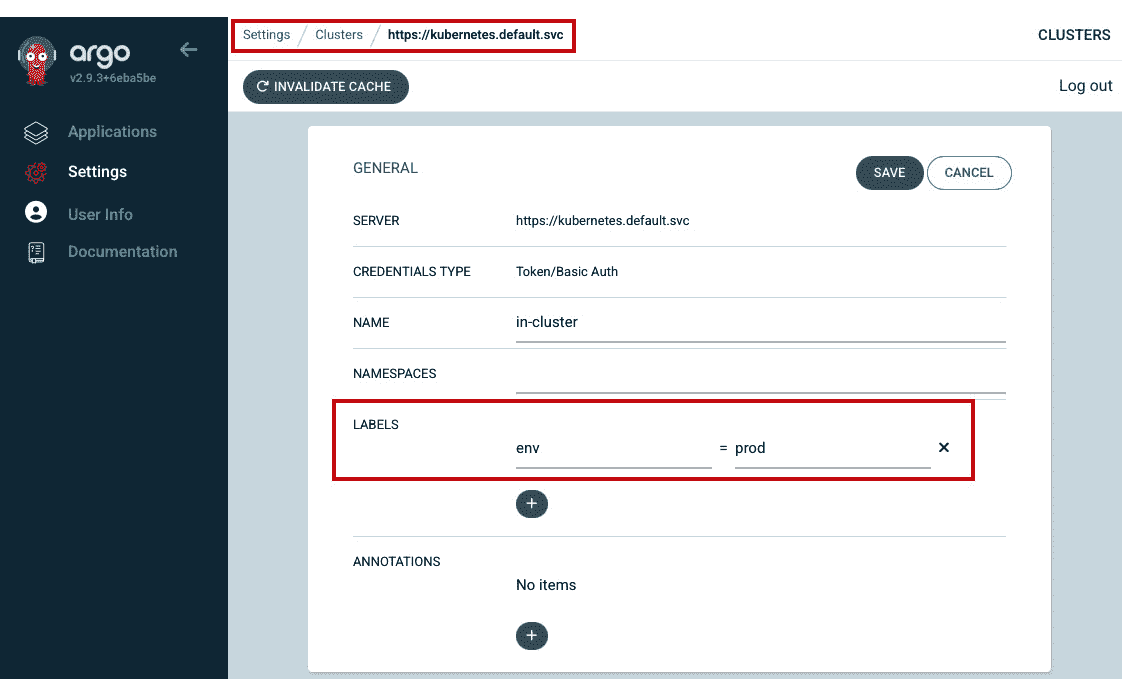 Settings / Clusters / https://kubernetes.default.svc
CLUSTERS
argo
v2.9.3+6eba5be
INVALIDATE CACHE
Log out
Applications
Settings
User Info
Documentation
GENERAL
SAVE
CANCEL
SERVER https://kubernetes.default.svc
CREDENTIALS TYPE Token/Basic Auth
NAME in-cluster
NAMESPACES
LABELS
env = prod ✕
+
ANNOTATIONS
No items
+